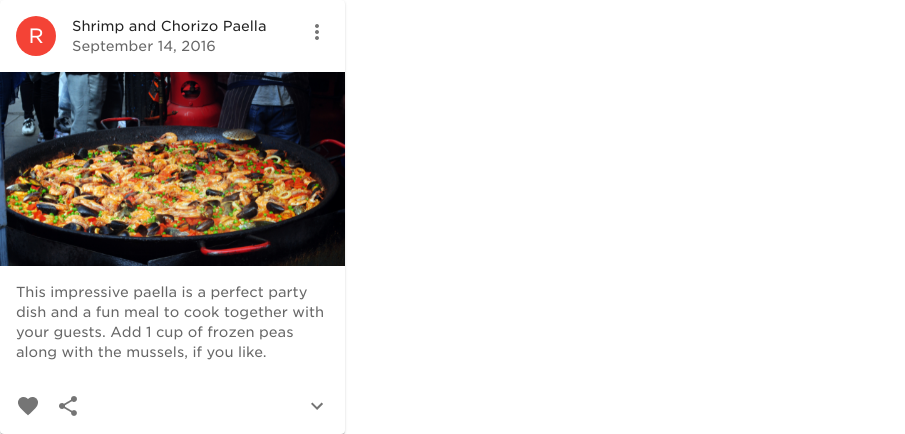 R
Shrimp and Chorizo Paella
September 14, 2016
This impressive paella is a perfect party
dish and a fun meal to cook together with
your guests. Add 1 cup of frozen peas
along with the mussels, if you like.